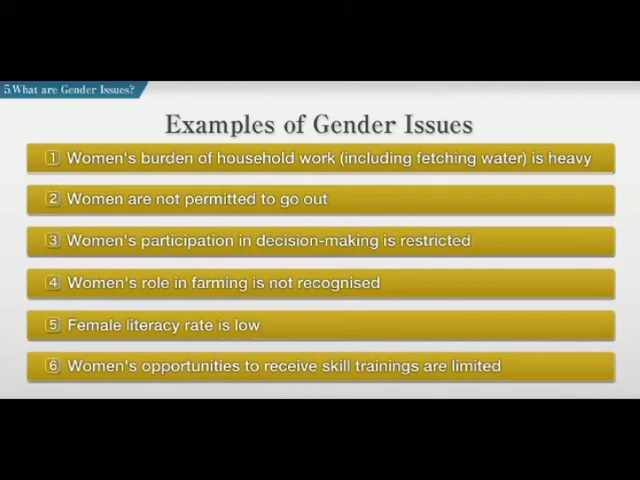 5.What are Gender Issues?
Examples of Gender Issues
1 Women's burden of household work (including fetching water) is heavy
2 Women are not permitted to go out
3 Women's participation in decision-making is restricted
4 Women's role in farming is not recognised
5 Female literacy rate is low
6 Women's opportunities to receive skill trainings are limited